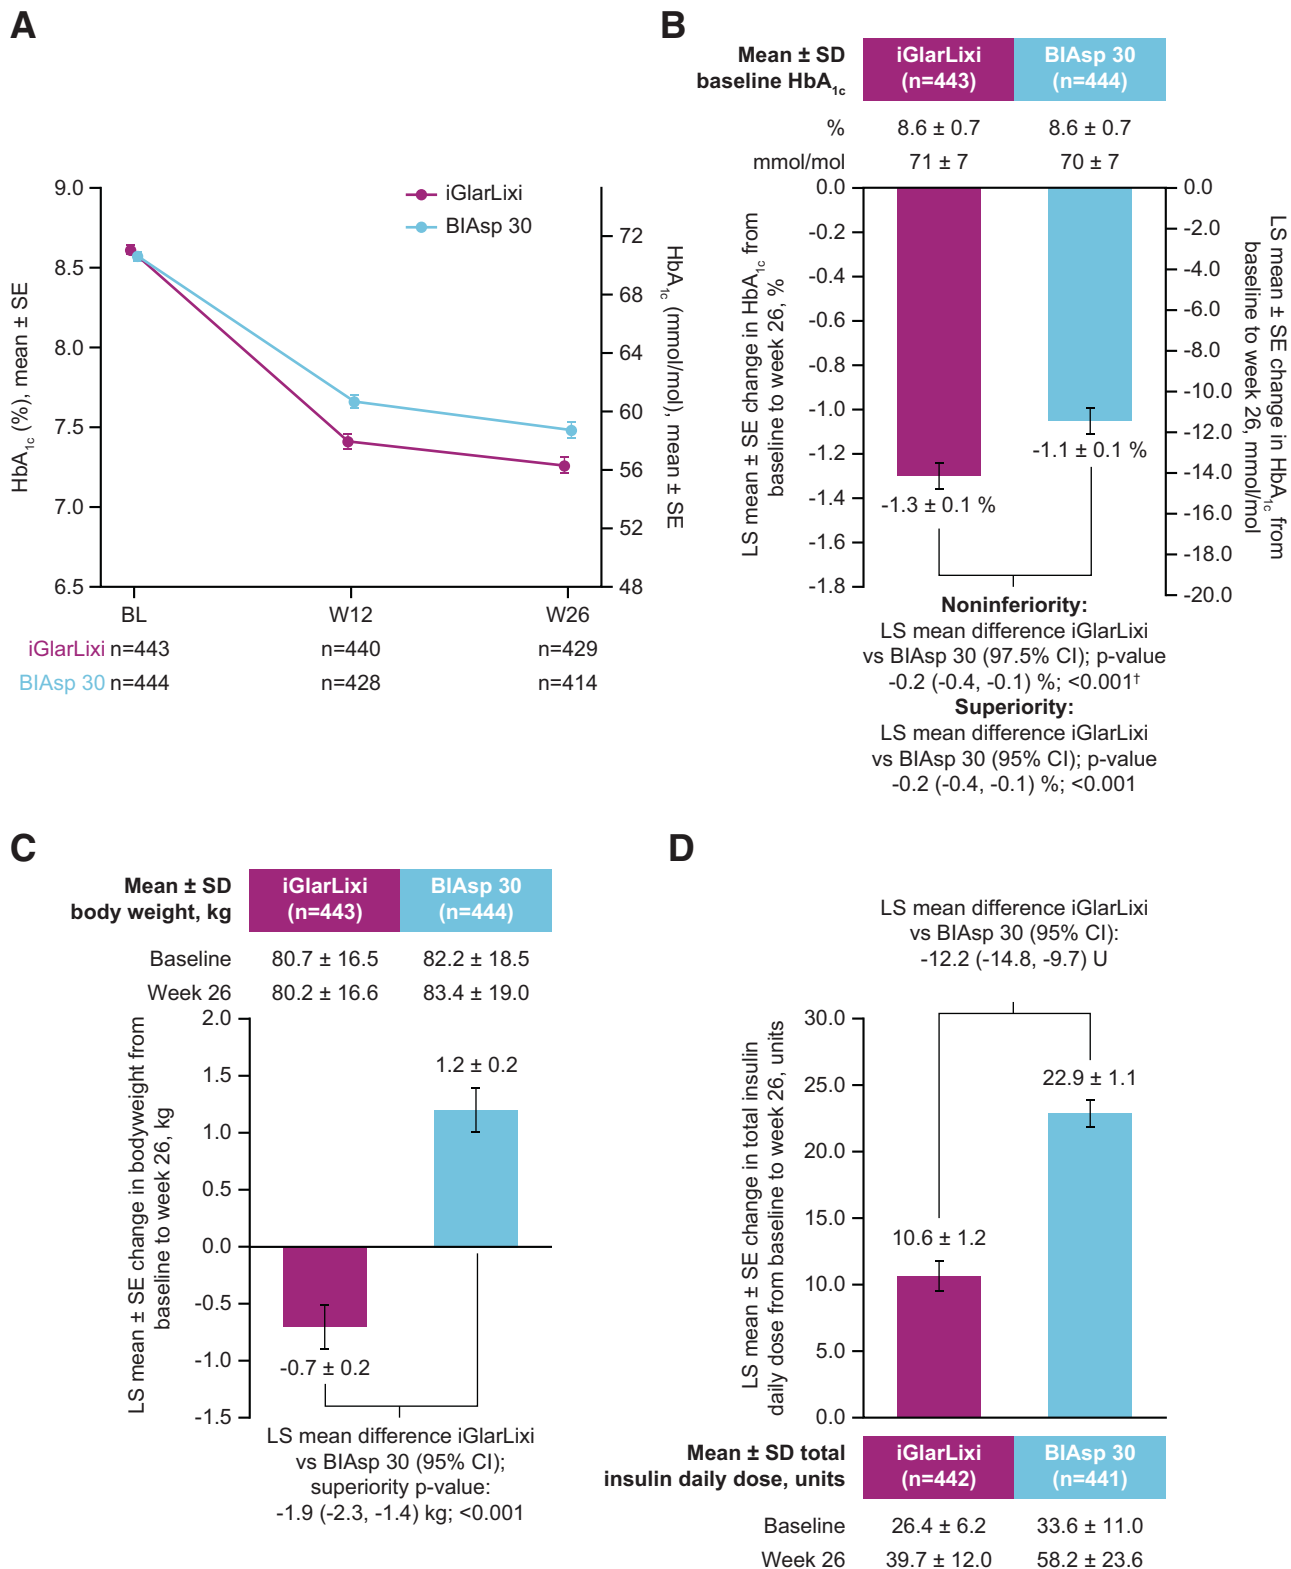 A
iGlarLixi
BIAsp 30
HbA1c (%), mean ± SE
9.0
8.5
8.0
7.5
7.0
6.5
HbA1c (mmol/mol), mean ± SE
72
68
64
60
56
52
48
BL W12 W26
iGlarLixi n=443 n=440 n=429
BIAsp 30 n=444 n=428 n=414
B
Mean ± SD
baseline HbA1c
iGlarLixi
(n=443)
BIAsp 30
(n=444)
% 8.6 ± 0.7 8.6 ± 0.7
mmol/mol 71 ± 7 70 ± 7
LS mean ± SE change in HbA1c from
baseline to week 26, %
0.0
-0.2
-0.4
-0.6
-0.8
-1.0
-1.2
-1.4
-1.6
-1.8
-1.3 ± 0.1 %
-1.1 ± 0.1 %
0.0
-2.0
-4.0
-6.0
-8.0
-10.0
-12.0
-14.0
-16.0
-18.0
-20.0
LS mean ± SE change in HbA1c from
baseline to week 26, mmol/mol
Noninferiority:
LS mean difference iGlarLixi
vs BIAsp 30 (97.5% CI); p-value
-0.2 (-0.4, -0.1) %; <0.001†
Superiority:
LS mean difference iGlarLixi
vs BIAsp 30 (95% CI); p-value
-0.2 (-0.4, -0.1) %; <0.001
C
Mean ± SD
body weight, kg
iGlarLixi
(n=443)
BIAsp 30
(n=444)
Baseline 80.7 ± 16.5 82.2 ± 18.5
Week 26 80.2 ± 16.6 83.4 ± 19.0
LS mean ± SE change in bodyweight from
baseline to week 26, kg
2.0
1.5
1.0
0.5
0.0
-0.5
-1.0
-1.5
1.2 ± 0.2
-0.7 ± 0.2
LS mean difference iGlarLixi
vs BIAsp 30 (95% CI);
superiority p-value:
-1.9 (-2.3, -1.4) kg; <0.001
D
LS mean difference iGlarLixi
vs BIAsp 30 (95% CI):
-12.2 (-14.8, -9.7) U
LS mean ± SE change in total insulin
daily dose from baseline to week 26, units
30.0
25.0
20.0
15.0
10.0
5.0
0.0
22.9 ± 1.1
10.6 ± 1.2
Mean ± SD total
insulin daily dose, units
iGlarLixi
(n=442)
BIAsp 30
(n=441)
Baseline 26.4 ± 6.2 33.6 ± 11.0
Week 26 39.7 ± 12.0 58.2 ± 23.6